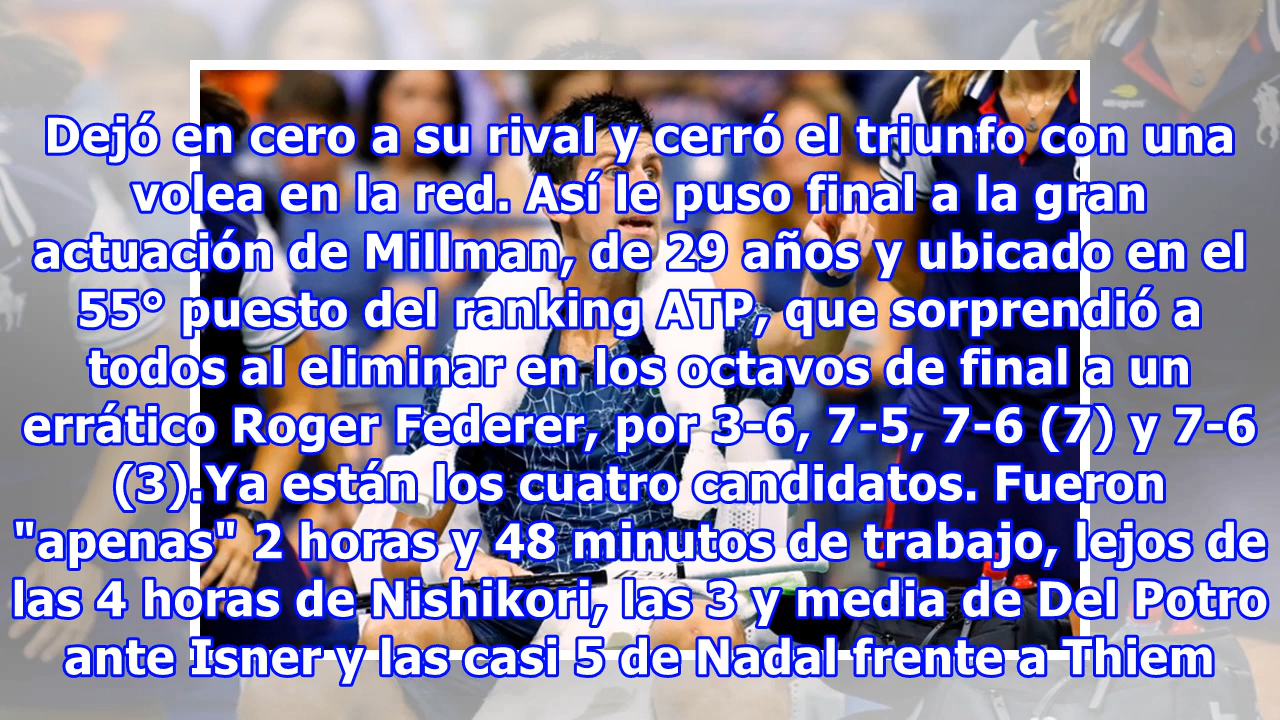 Dejó en cero a su rival y cerró el triunfo con una
volea en la red. Así le puso final a la gran
actuación de Millman, de 29 años y ubicado en el
55° puesto del ranking ATP, que sorprendió a
todos al eliminar en los octavos de final a un
errático Roger Federer, por 3-6, 7-5, 7-6 (7) y 7-6
(3).Ya están los cuatro candidatos. Fueron
"apenas" 2 horas y 48 minutos de trabajo, lejos de
las 4 horas de Nishikori, las 3 y media de Del Potro
ante Isner y las casi 5 de Nadal frente a Thiem